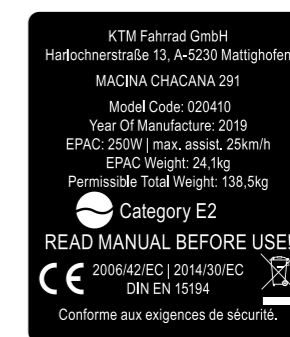 KTM Fahrrad GmbH
Harlochnerstraße 13, A-5230 Mattighofen
MACINA CHACANA 291
Model Code: 020410
Year Of Manufacture: 2019
EPAC: 250W | max. assist. 25km/h
EPAC Weight: 24,1kg
Permissible Total Weight: 138,5kg
Category E2
READ MANUAL BEFORE USE!
CE 2006/42/EC | 2014/30/EC
DIN EN 15194
Conforme aux exigences de sécurité.